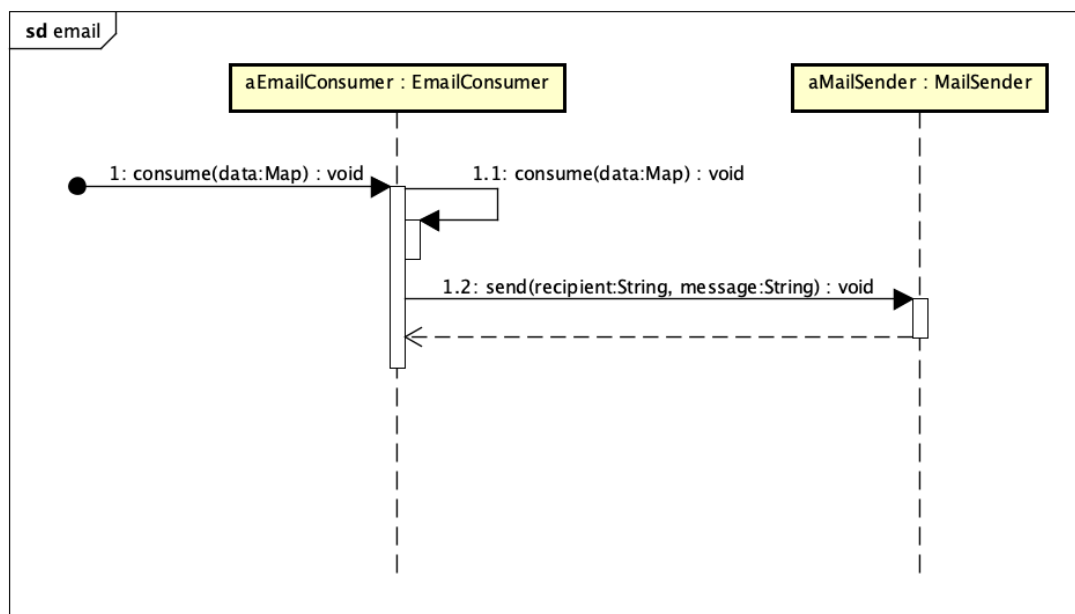 sd email
aEmailConsumer : EmailConsumer
aMailSender : MailSender
1: consume(data:Map) : void
1.1: consume(data:Map) : void
1.2: send(recipient:String, message:String) : void